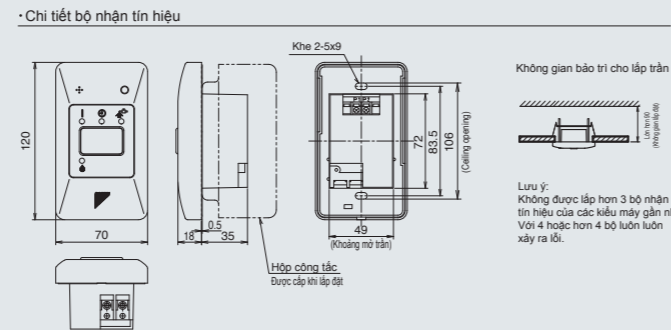 ・Chi tiết bộ nhận tín hiệu
Khe 2-5x9
Không gian bảo trì cho lắp trần
120
72
83.5
106
(Ceiling opening)
70
18
0.5
35
49
(Khoảng mở trần)
Hộp công tắc
Được cấp khi lắp đặt
Lưu ý:
Không được lắp hơn 3 bộ nhận
tín hiệu của các kiểu máy gần
Với 4 hoặc hơn 4 bộ luôn luôn
xảy ra lỗi.